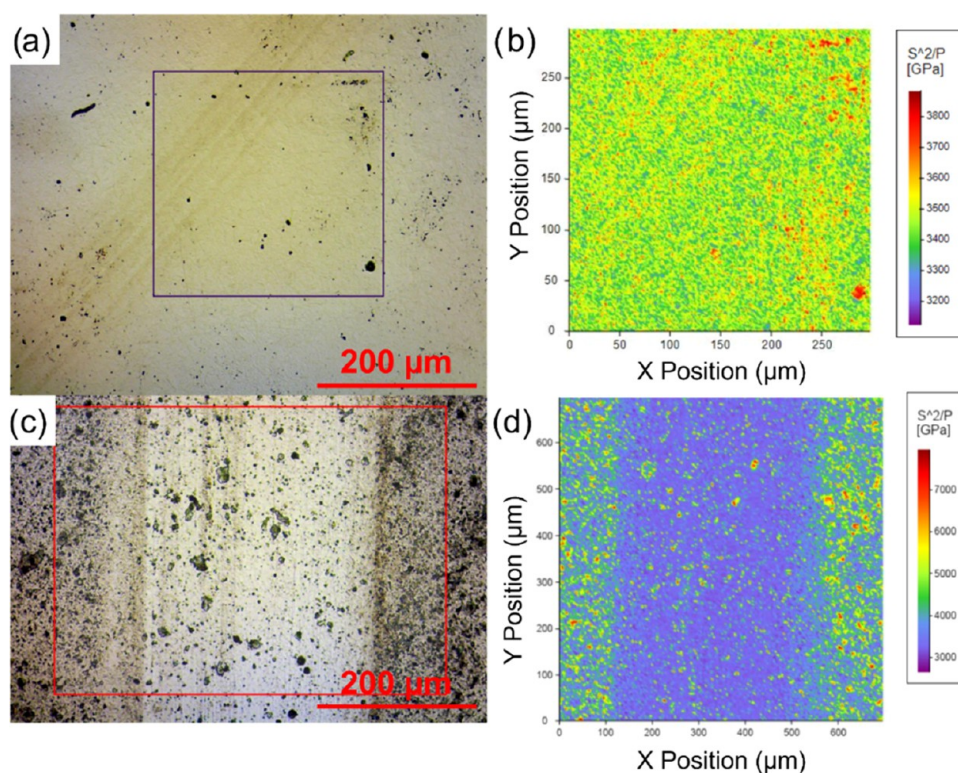 (a)
200 µm
(b)
Y Position (µm)
250
200
150
100
50
0
0
50
100
150
200
250
X Position (µm)
S^2/P
[GPa]
3800
3700
3600
3500
3400
3300
3200
(c)
200 µm
(d)
Y Position (µm)
600
500
400
300
200
100
0
0
100
200
300
400
500
600
X Position (µm)
S^2/P
[GPa]
7000
6000
5000
4000
3000